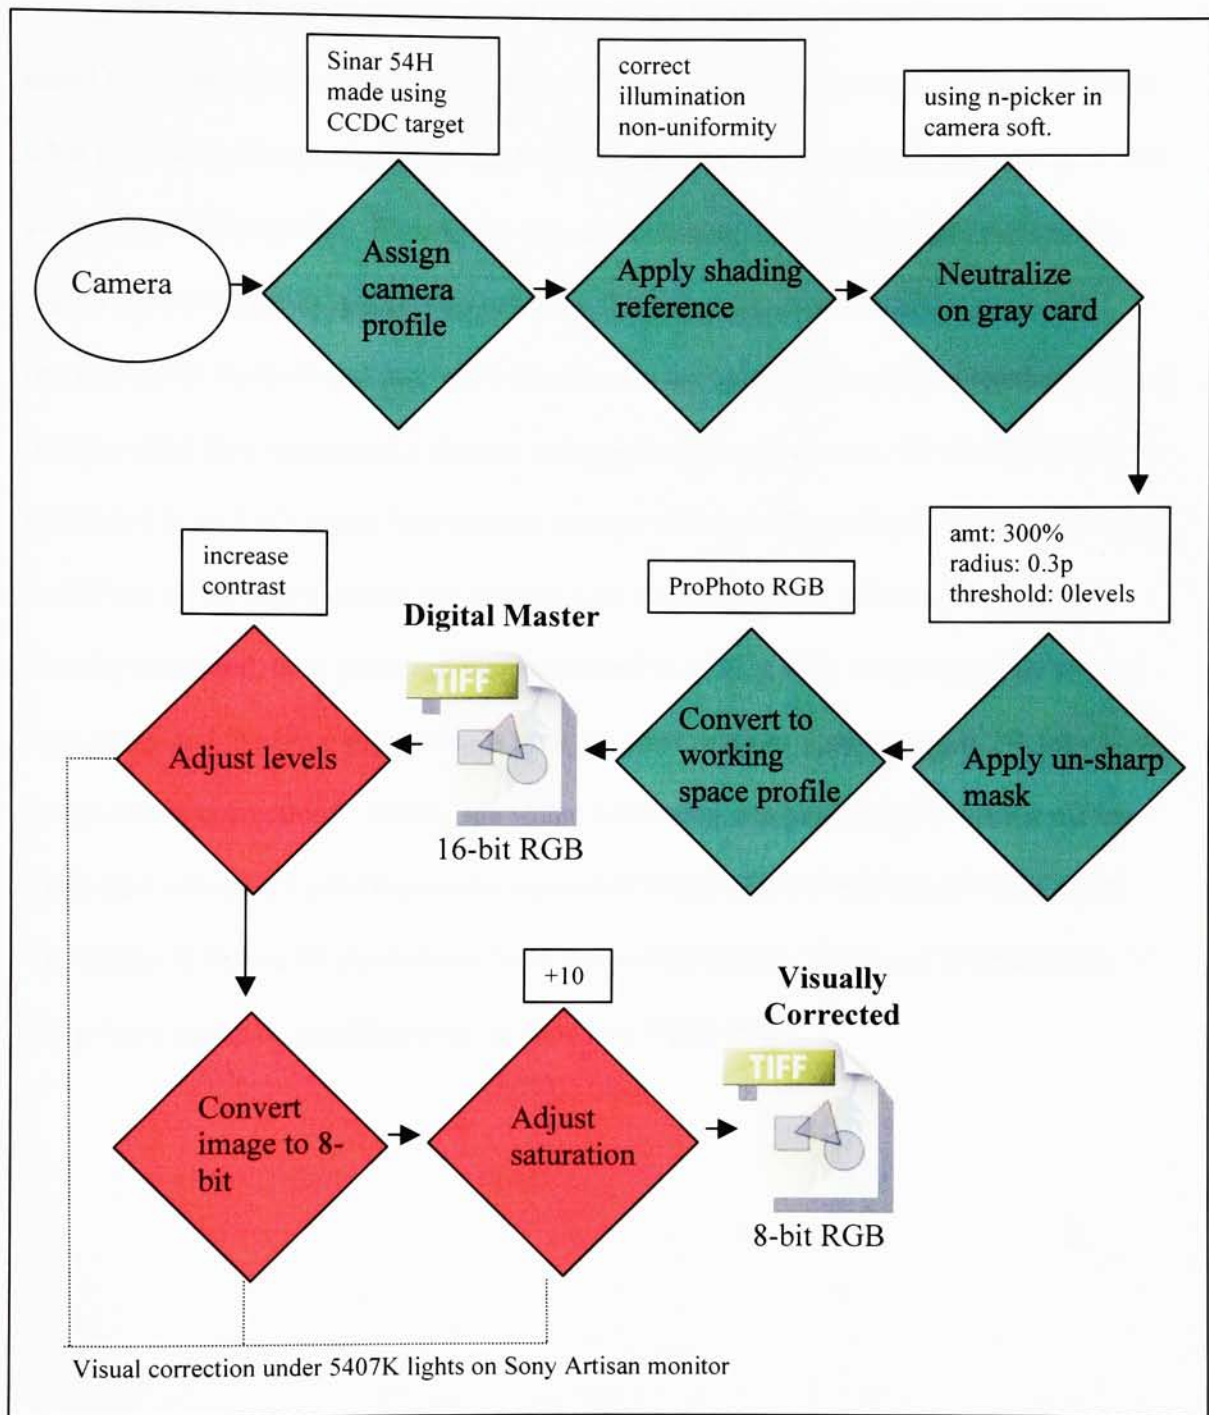 Sinar 54H
made using
CCDC target
correct
illumination
non-uniformity
using n-picker in
camera soft.
Camera
Assign
camera
profile
Apply shading
reference
Neutralize
on gray card
amt: 300%
radius: 0.3p
threshold: 0levels
Apply un-sharp
mask
ProPhoto RGB
Convert to
working
space profile
Digital Master
TIFF
16-bit RGB
increase
contrast
Adjust levels
Convert
image to 8-
bit
+10
Adjust
saturation
Visually
Corrected
TIFF
8-bit RGB
Visual correction under 5407K lights on Sony Artisan monitor